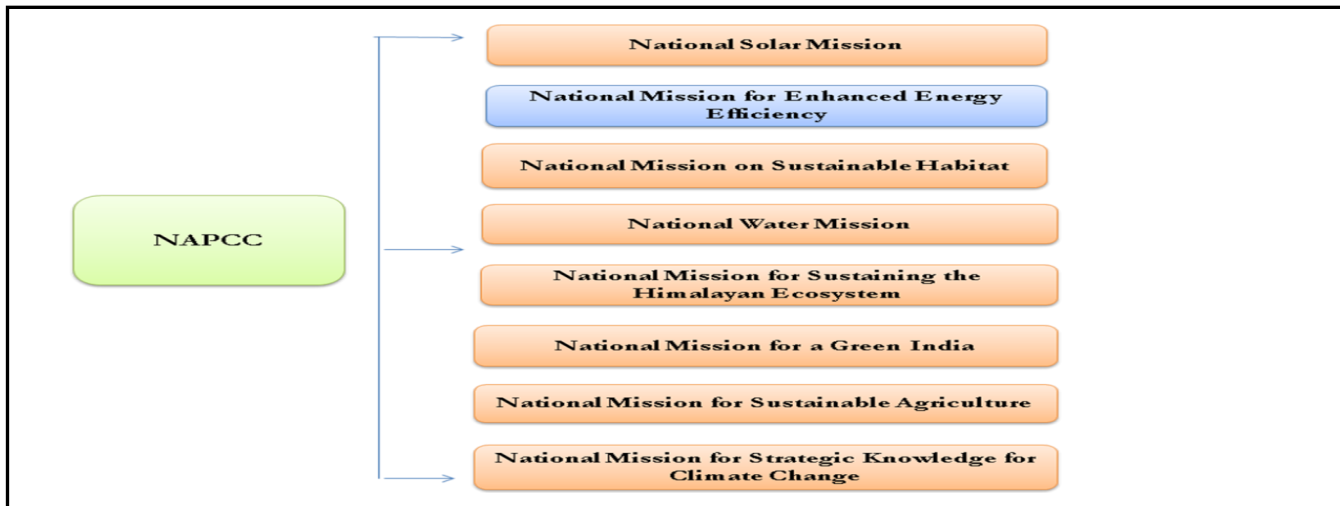 National Solar Mission
National Mission for Enhanced Energy
Efficiency
National Mission on Sustainable Habitat
NAPCC
National Water Mission
National Mission for Sustaining the
Himalayan Ecosystem
National Mission for a Green India
National Mission for Sustainable Agriculture
National Mission for Strategic Knowledge for
Climate Change